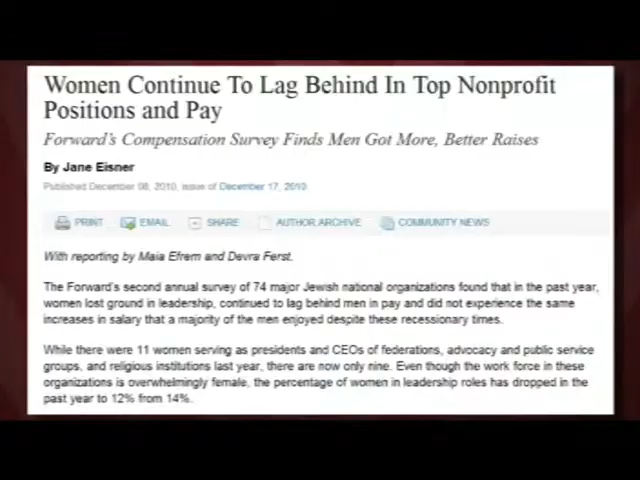 Women Continue To Lag Behind In Top Nonprofit
Positions and Pay
Forward's Compensation Survey Finds Men Got More, Better Raises
By Jane Eisner
Published December 08, 2010, issue of December 17, 2010.
PRINT EMAIL SHARE AUTHOR ARCHIVE COMMUNITY NEWS
With reporting by Maia Efrem and Devra Ferst.
The Forward's second annual survey of 74 major Jewish national organizations found that in the past year,
women lost ground in leadership, continued to lag behind men in pay and did not experience the same
increases in salary that a majority of the men enjoyed despite these recessionary times.
While there were 11 women serving as presidents and CEOs of federations, advocacy and public service
groups, and religious institutions last year, there are now only nine. Even though the work force in these
organizations is overwhelmingly female, the percentage of women in leadership roles has dropped in the
past year to 12% from 14%.